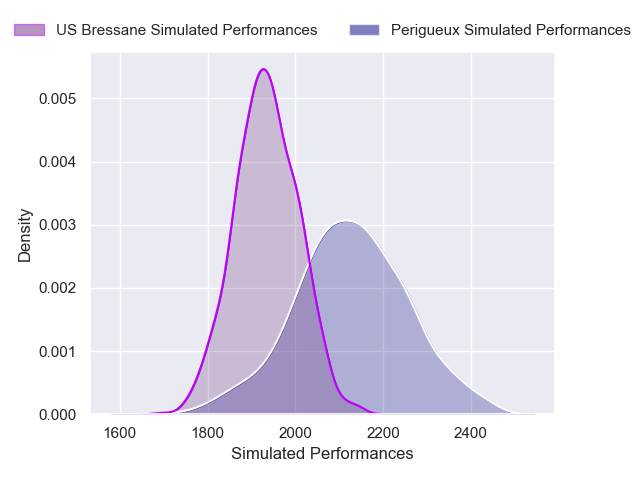 US Bressane Simulated Performances
Perigueux Simulated Performances
0.005
0.004
0.003
0.002
0.001
0.000
Density
1600
1800
2000
2200
2400
Simulated Performances